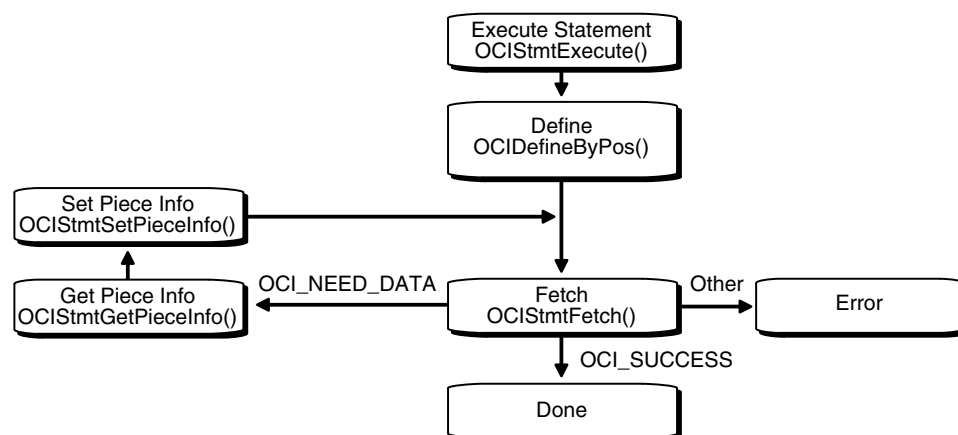 Execute Statement
OCIStmtExecute()
Define
OCIDefineByPos()
Set Piece Info
OCIStmtSetPieceInfo()
Get Piece Info
OCIStmtGetPieceInfo()
OCI_NEED_DATA
Fetch
OCIStmtFetch()
Other
Error
OCI_SUCCESS
Done